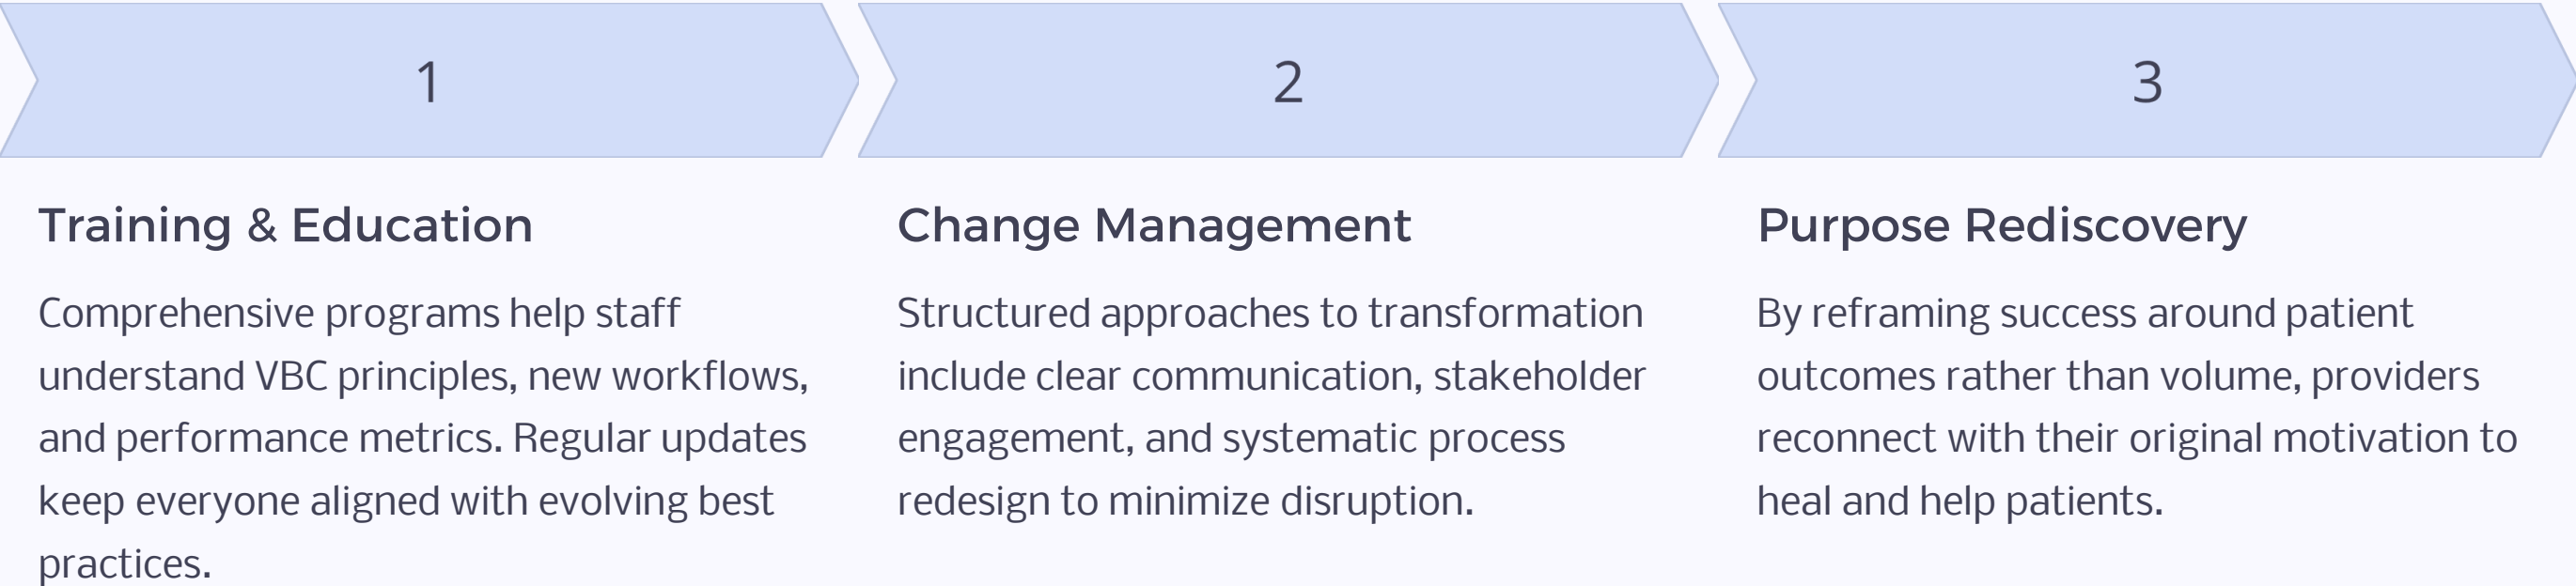 1
Training & Education
Comprehensive programs help staff
understand VBC principles, new workflows,
and performance metrics. Regular updates
keep everyone aligned with evolving best
practices.
2
Change Management
Structured approaches to transformation
include clear communication, stakeholder
engagement, and systematic process
redesign to minimize disruption.
3
Purpose Rediscovery
By reframing success around patient
outcomes rather than volume, providers
reconnect with their original motivation to
heal and help patients.